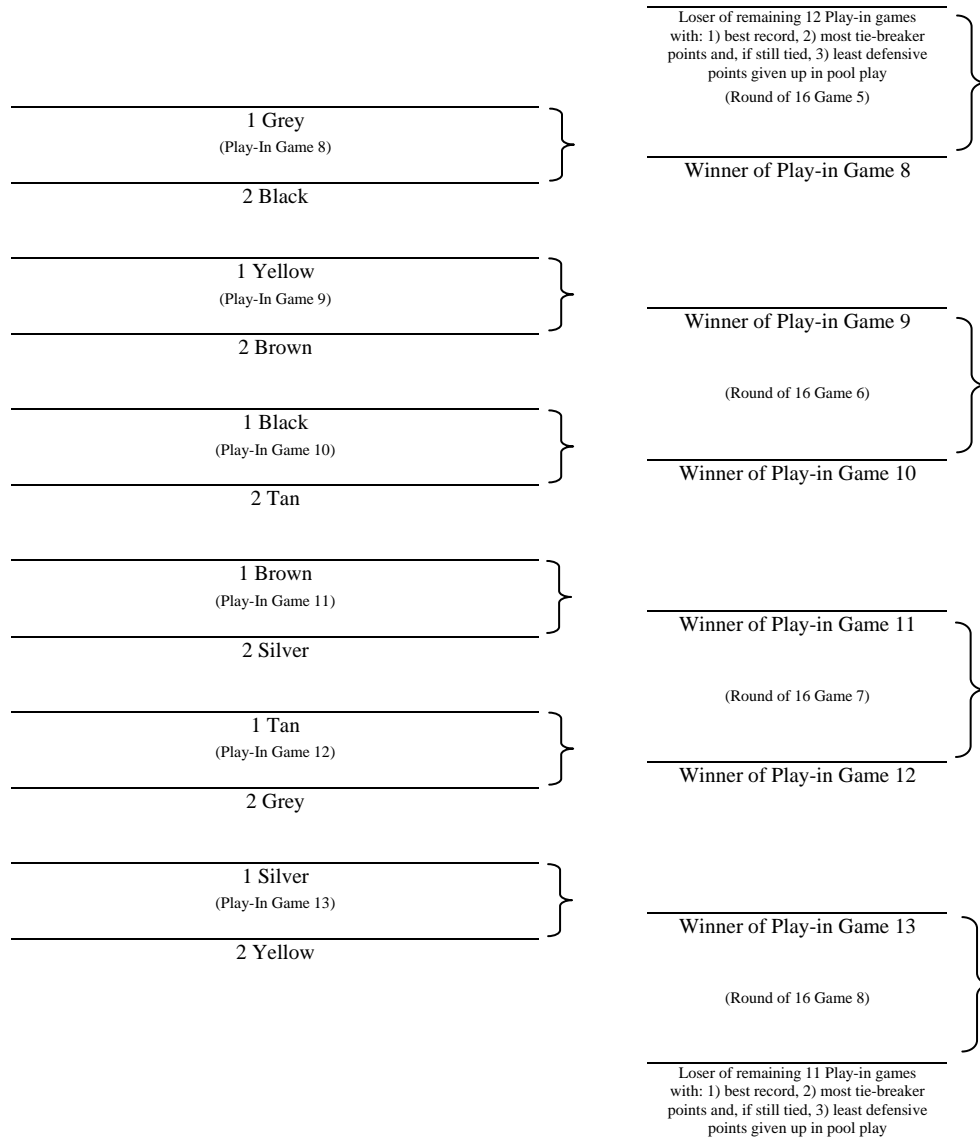 Loser of remaining 12 Play-in games
with: 1) best record, 2) most tie-breaker
points and, if still tied, 3) least defensive
points given up in pool play
(Round of 16 Game 5)
1 Grey
(Play-In Game 8)
Winner of Play-in Game 8
2 Black
1 Yellow
(Play-In Game 9)
Winner of Play-in Game 9
2 Brown
(Round of 16 Game 6)
1 Black
(Play-In Game 10)
Winner of Play-in Game 10
2 Tan
1 Brown
(Play-In Game 11)
Winner of Play-in Game 11
2 Silver
(Round of 16 Game 7)
1 Tan
(Play-In Game 12)
Winner of Play-in Game 12
2 Grey
1 Silver
(Play-In Game 13)
Winner of Play-in Game 13
2 Yellow
(Round of 16 Game 8)
Loser of remaining 11 Play-in games
with: 1) best record, 2) most tie-breaker
points and, if still tied, 3) least defensive
points given up in pool play